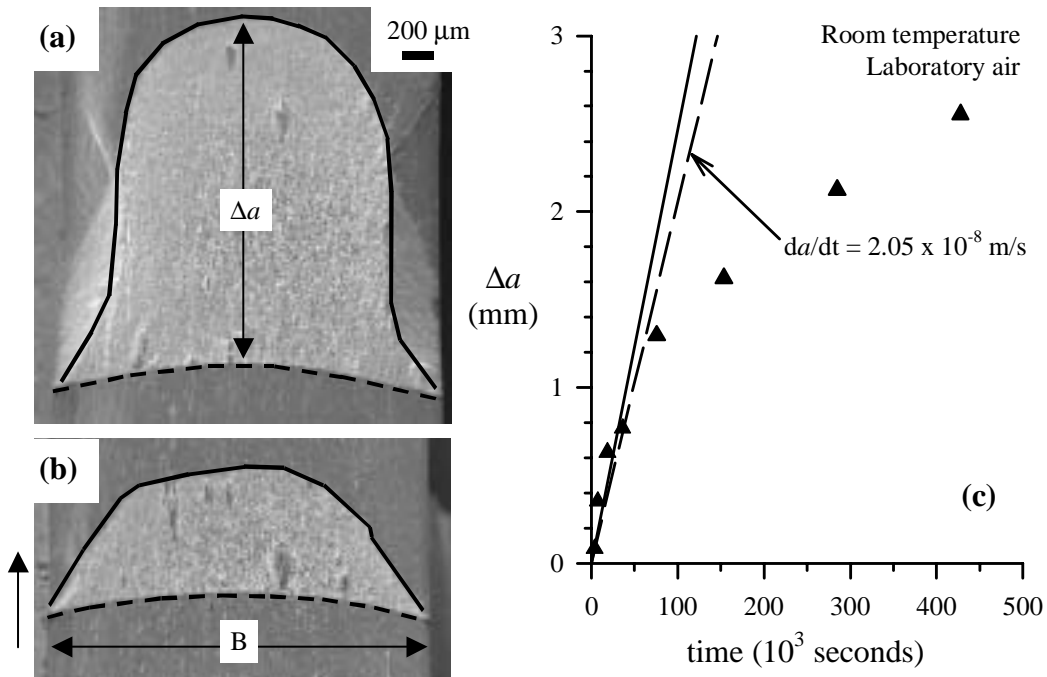 (a)
200 μm
Δa
(b)
B
3
2
1
0
Δa
(mm)
Room temperature
Laboratory air
da/dt = 2.05 x 10⁻⁸ m/s
(c)
0 100 200 300 400 500
time (10³ seconds)